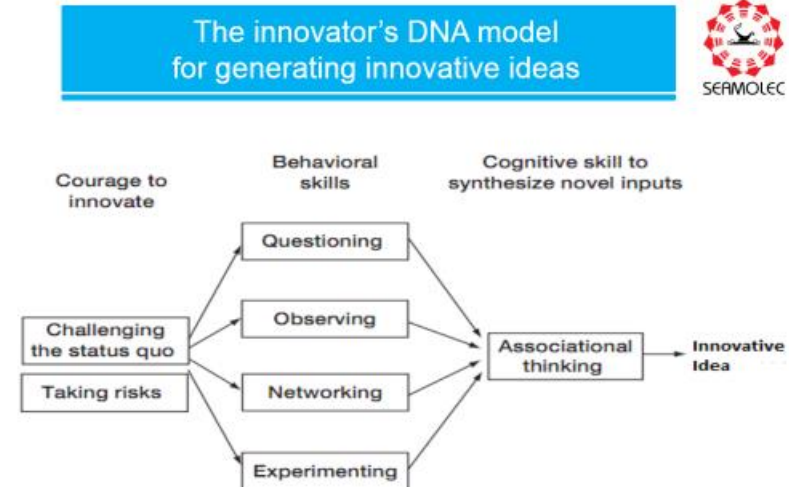 The innovator's DNA model
for generating innovative ideas
SEAMOLEC
Courage to
innovate
Behavioral
skills
Cognitive skill to
synthesize novel inputs
Questioning
Observing
Networking
Experimenting
Challenging
the status quo
Taking risks
Associational
thinking
Innovative
Idea